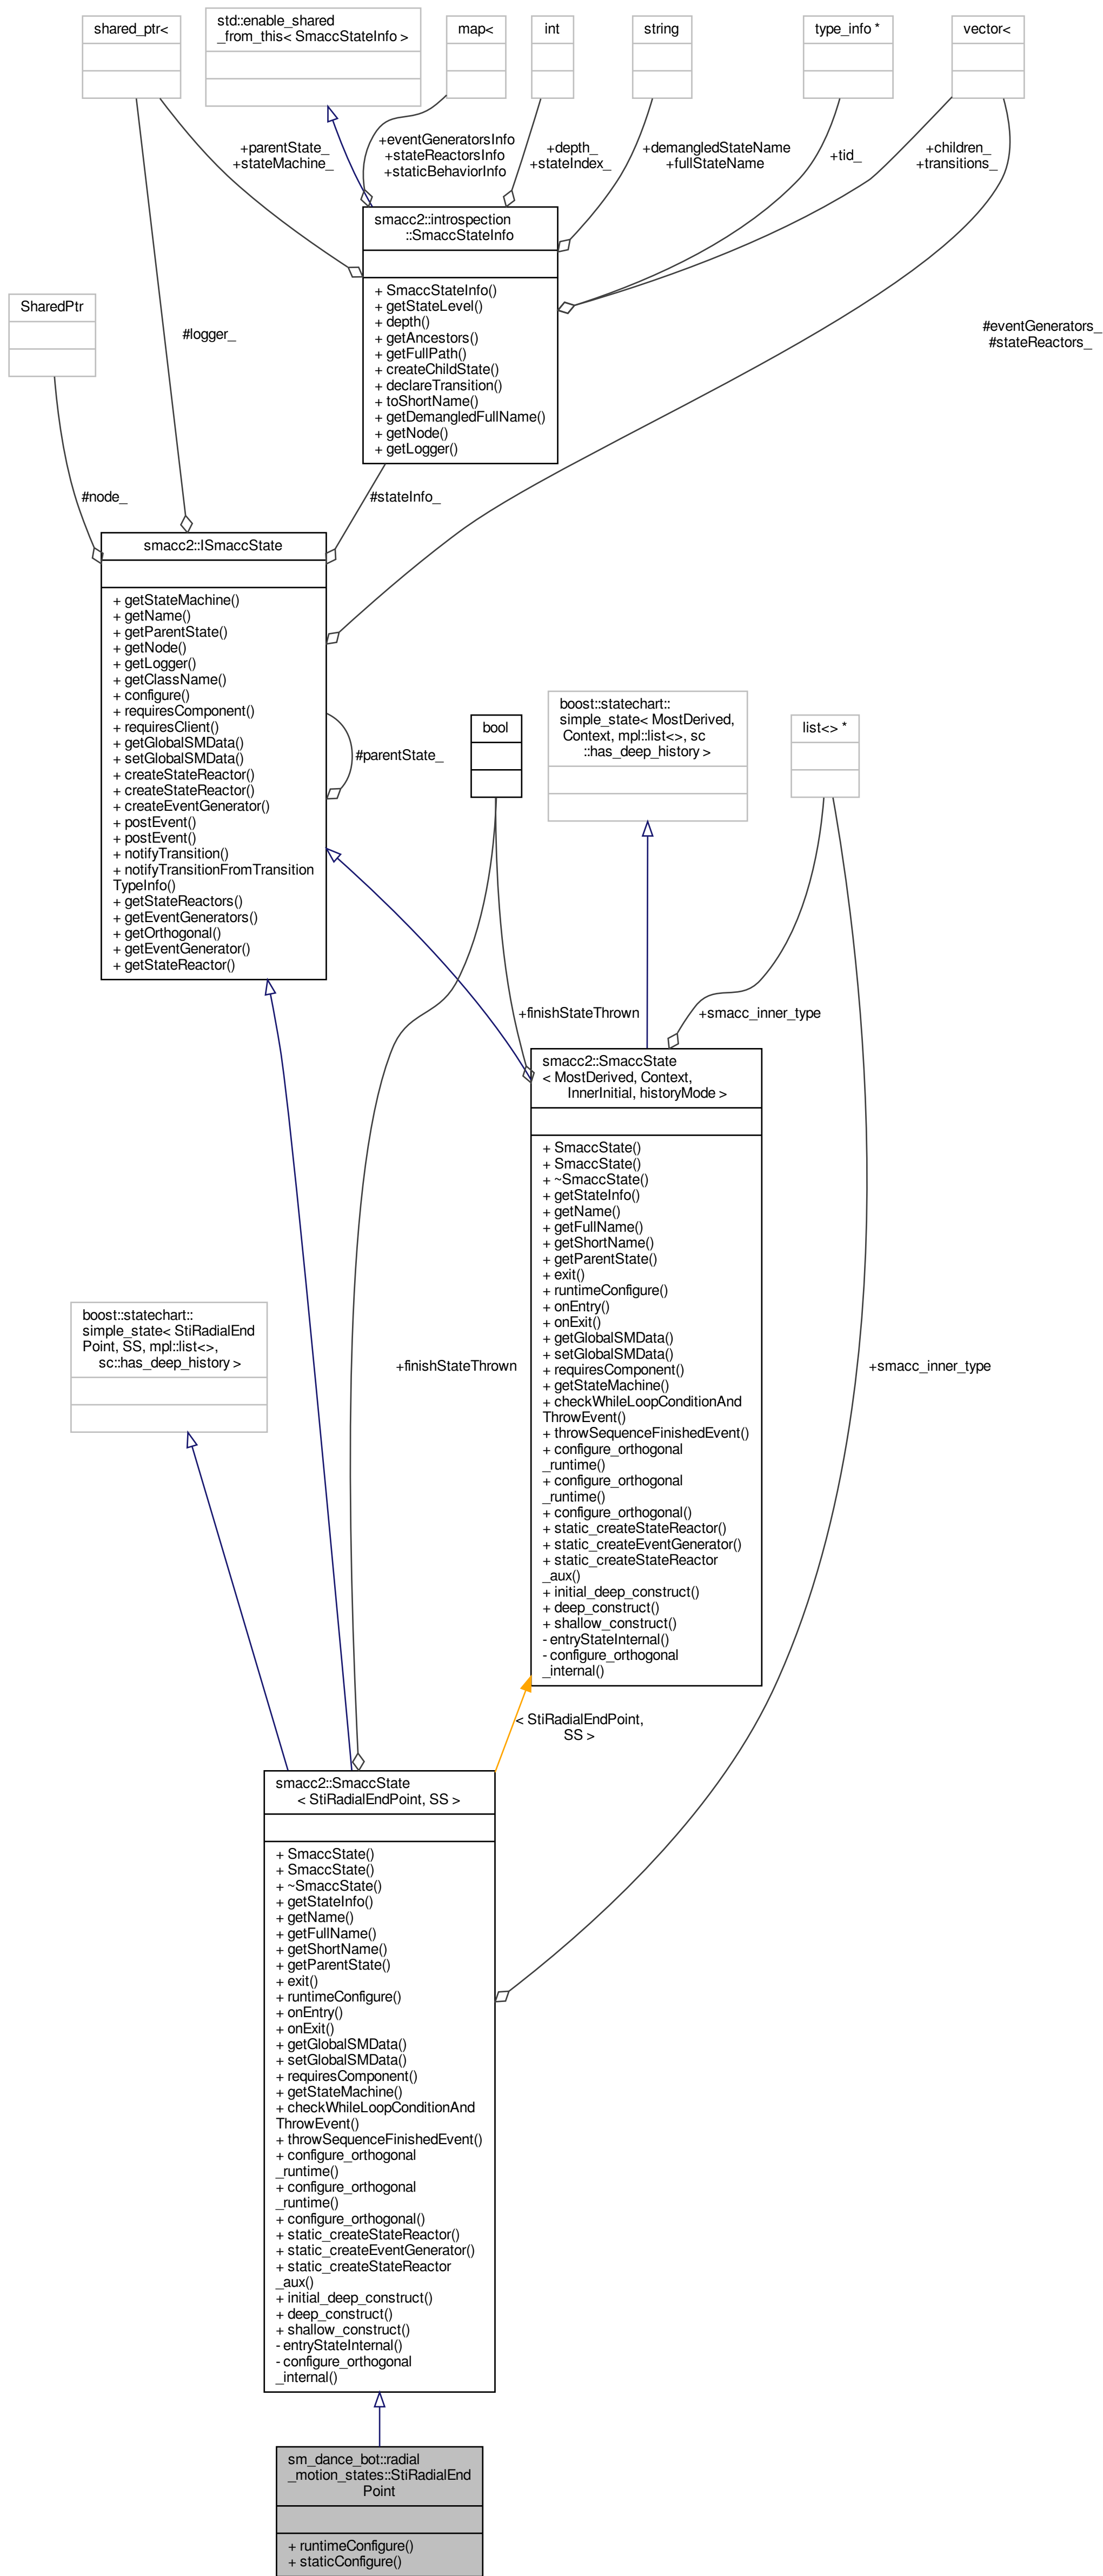 shared_ptr<
std::enable_shared
_from_this< SmaccStateInfo >
map<
int
string
type_info *
vector<
+parentState_
+stateMachine_
+eventGeneratorsInfo
+stateReactorsInfo
+staticBehaviorInfo
+depth_
+stateIndex_
+demangledStateName
+fullStateName
+tid_
+children_
+transitions_
smacc2::introspection
::SmaccStateInfo
+ SmaccStateInfo()
+ getStateLevel()
+ depth()
+ getAncestors()
+ getFullPath()
+ createChildState()
+ declareTransition()
+ toShortName()
+ getDemangledFullName()
+ getNode()
+ getLogger()
SharedPtr
#logger_
#eventGenerators_
#stateReactors_
#node_
#stateInfo_
smacc2::ISmaccState
+ getStateMachine()
+ getName()
+ getParentState()
+ getNode()
+ getLogger()
+ getClassName()
+ configure()
+ requiresComponent()
+ requiresClient()
+ getGlobalSMData()
+ setGlobalSMData()
+ createStateReactor()
+ createStateReactor()
+ createEventGenerator()
+ postEvent()
+ postEvent()
+ notifyTransition()
+ notifyTransitionFromTransition
TypeInfo()
+ getStateReactors()
+ getEventGenerators()
+ getOrthogonal()
+ getEventGenerator()
+ getStateReactor()
#parentState_
bool
boost::statechart::
simple_state< MostDerived,
Context, mpl::list<>, sc
::has_deep_history >
list<> *
+finishStateThrown
+smacc_inner_type
smacc2::SmaccState
< MostDerived, Context,
InnerInitial, historyMode >
+ SmaccState()
+ SmaccState()
+ ~SmaccState()
+ getStateInfo()
+ getName()
+ getFullName()
+ getShortName()
+ getParentState()
+ exit()
+ runtimeConfigure()
+ onEntry()
+ onExit()
+ getGlobalSMData()
+ setGlobalSMData()
+ requiresComponent()
+ getStateMachine()
+ checkWhileLoopConditionAnd
ThrowEvent()
+ throwSequenceFinishedEvent()
+ configure_orthogonal
_runtime()
+ configure_orthogonal
_runtime()
+ configure_orthogonal()
+ static_createStateReactor()
+ static_createEventGenerator()
+ static_createStateReactor
_aux()
+ initial_deep_construct()
+ deep_construct()
+ shallow_construct()
- entryStateInternal()
- configure_orthogonal
_internal()
boost::statechart::
simple_state< StiRadialEnd
Point, SS, mpl::list<>,
sc::has_deep_history >
+finishStateThrown
+smacc_inner_type
< StiRadialEndPoint,
SS >
smacc2::SmaccState
< StiRadialEndPoint, SS >
+ SmaccState()
+ SmaccState()
+ ~SmaccState()
+ getStateInfo()
+ getName()
+ getFullName()
+ getShortName()
+ getParentState()
+ exit()
+ runtimeConfigure()
+ onEntry()
+ onExit()
+ getGlobalSMData()
+ setGlobalSMData()
+ requiresComponent()
+ getStateMachine()
+ checkWhileLoopConditionAnd
ThrowEvent()
+ throwSequenceFinishedEvent()
+ configure_orthogonal
_runtime()
+ configure_orthogonal
_runtime()
+ configure_orthogonal()
+ static_createStateReactor()
+ static_createEventGenerator()
+ static_createStateReactor
_aux()
+ initial_deep_construct()
+ deep_construct()
+ shallow_construct()
- entryStateInternal()
- configure_orthogonal
_internal()
sm_dance_bot::radial
_motion_states::StiRadialEnd
Point
+ runtimeConfigure()
+ staticConfigure()